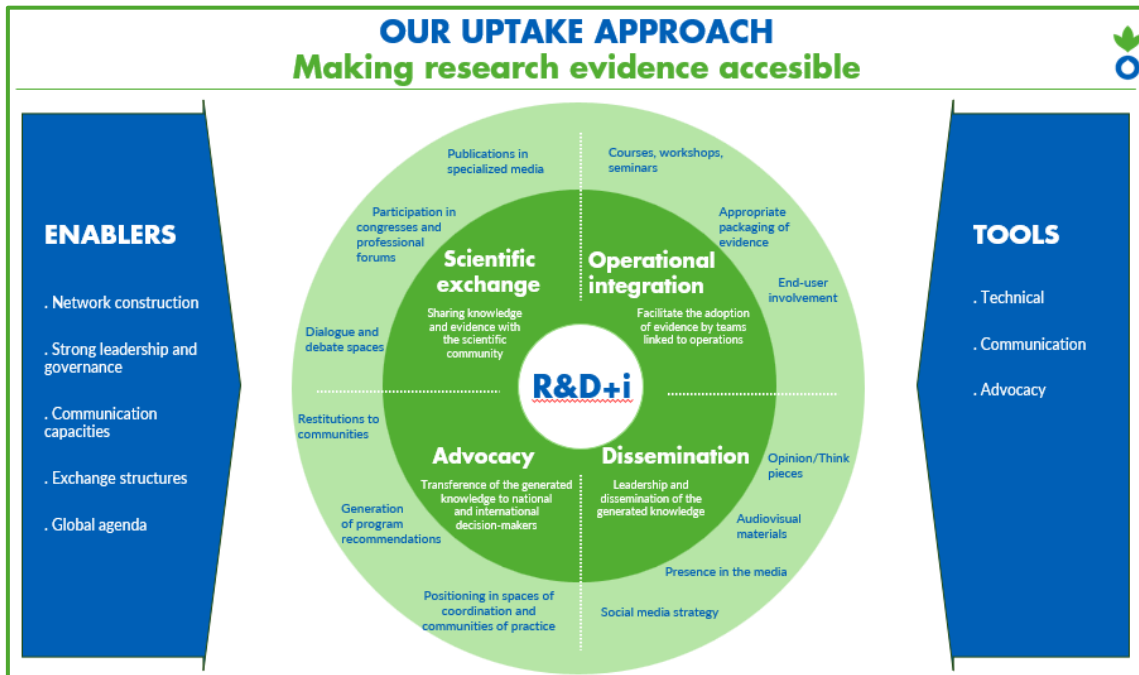 OUR UPTAKE APPROACH
Making research evidence accesible
ENABLERS
. Network construction
. Strong leadership and
governance
. Communication
capacities
. Exchange structures
. Global agenda
Publications in
specialized media
Participation in
congresses and
professional
forums
Dialogue and
debate spaces
Courses, workshops,
seminars
Appropriate
packaging of
evidence
End-user
involvement
Scientific
exchange
Sharing knowledge
and evidence with
the scientific
community
Operational
integration
Facilitate the adoption
of evidence by teams
linked to operations
R&D+i
Advocacy
Transference of the generated
knowledge to national
and international
decision-makers
Dissemination
Leadership and
dissemination of the
generated knowledge
Restitutions to
communities
Generation
of program
recommendations
Positioning in spaces of
coordination and
communities of practice
Opinion/Think
pieces
Audiovisual
materials
Presence in the media
Social media strategy
TOOLS
. Technical
. Communication
. Advocacy